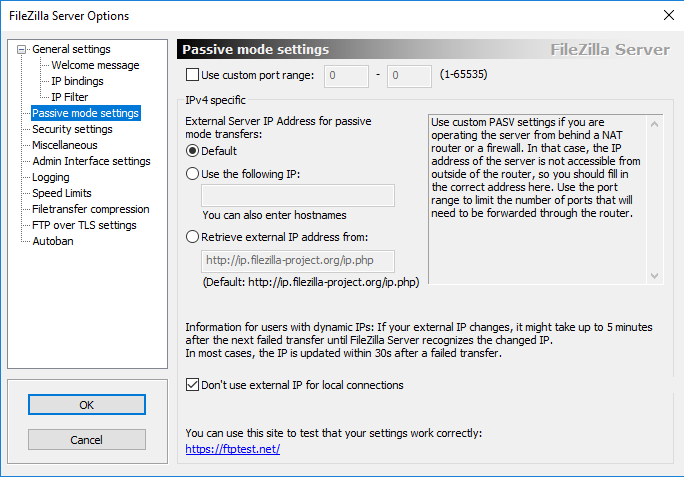 FileZilla Server Options
General settings
Welcome message
IP bindings
IP Filter
Passive mode settings
Security settings
Miscellaneous
Admin Interface settings
Logging
Speed Limits
Filetransfer compression
FTP over TLS settings
Autoban
OK
Cancel
Passive mode settings
FileZilla Server
Use custom port range: 0 - 0 (1-65535)
IPv4 specific
External Server IP Address for passive
mode transfers:
Default
Use the following IP:
You can also enter hostnames
Retrieve external IP address from:
http://ip.filezilla-project.org/ip.php
(Default: http://ip.filezilla-project.org/ip.php)
Use custom PASV settings if you are
operating the server from behind a NAT
router or a firewall. In that case, the IP
address of the server is not accessible from
outside of the router, so you should fill in
the correct address here. Use the port
range to limit the number of ports that will
need to be forwarded through the router.
Information for users with dynamic IPs: If your external IP changes, it might take up to 5 minutes
after the next failed transfer until FileZilla Server recognizes the changed IP.
In most cases, the IP is updated within 30s after a failed transfer.
Don't use external IP for local connections
You can use this site to test that your settings work correctly:
https://ftptest.net/